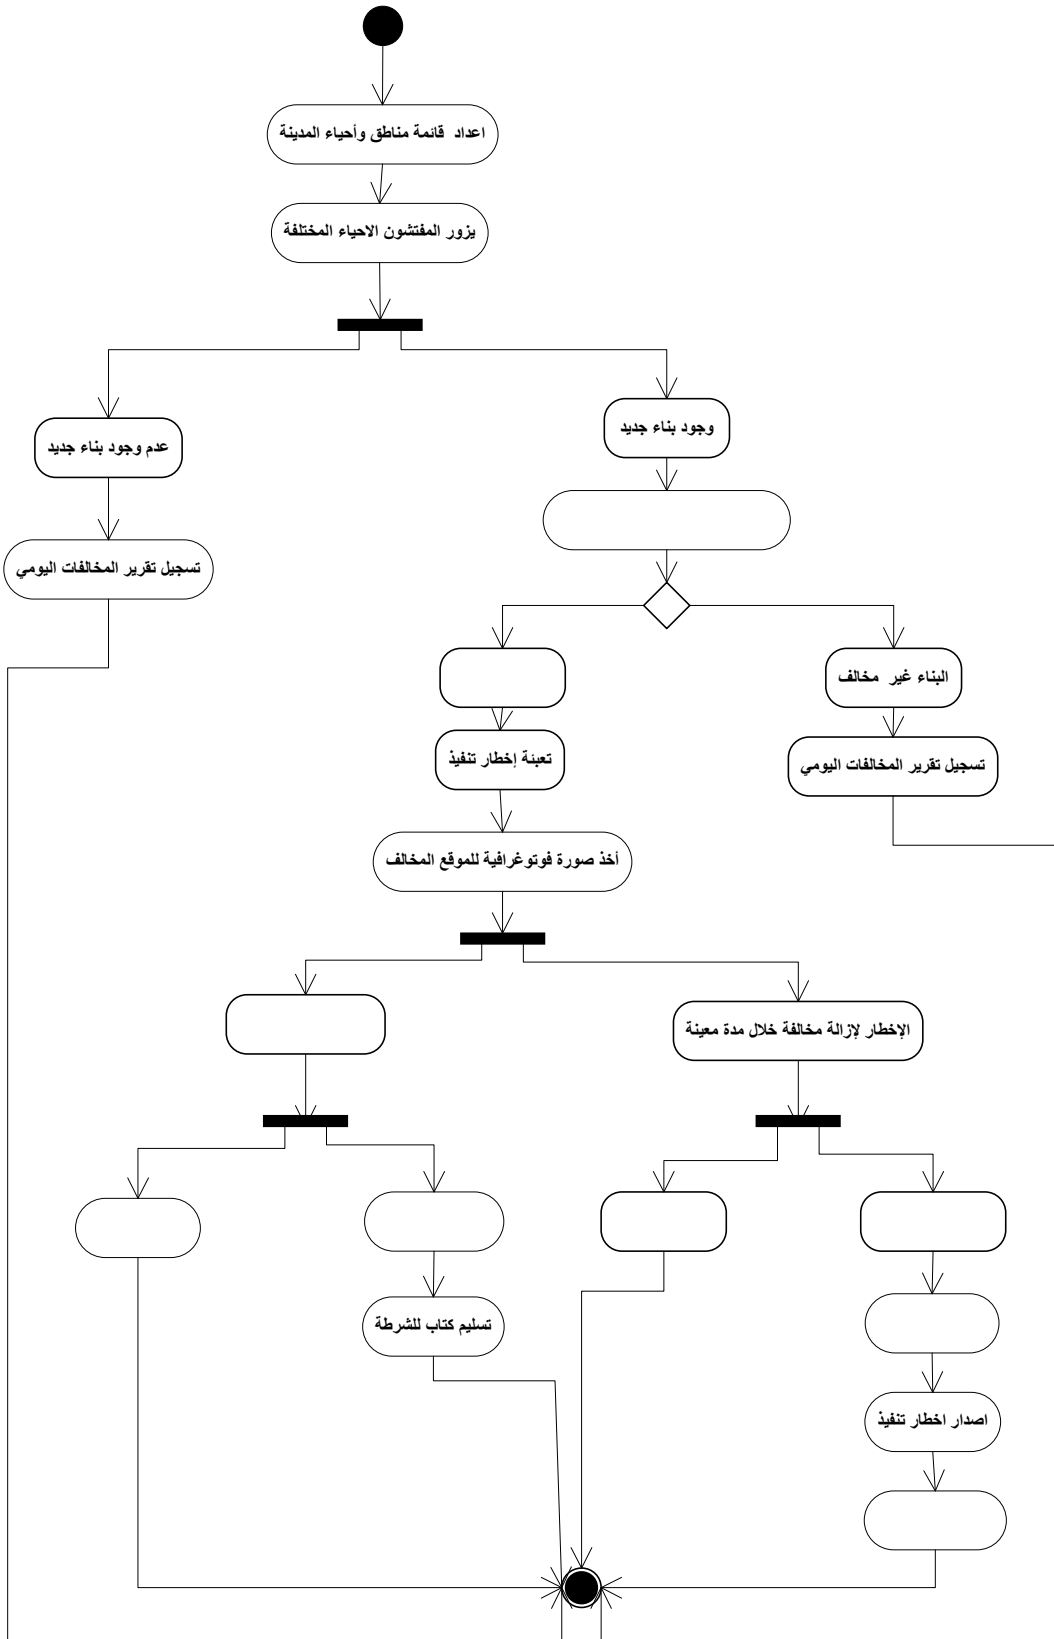 اعداد قائمة مناطق وأحياء المدينة
يزور المفتشون الاحياء المختلفة
وجود بناء جديد
عدم وجود بناء جديد
تسجيل تقرير المخالفات اليومي
البناء غير مخالف
تعبئة إخطار تنفيذ
تسجيل تقرير المخالفات اليومي
أخذ صورة فوتوغرافية للموقع المخالف
الإخطار لإزالة مخالفة خلال مدة معينة
تسليم كتاب للشرطة
اصدار اخطار تنفيذ